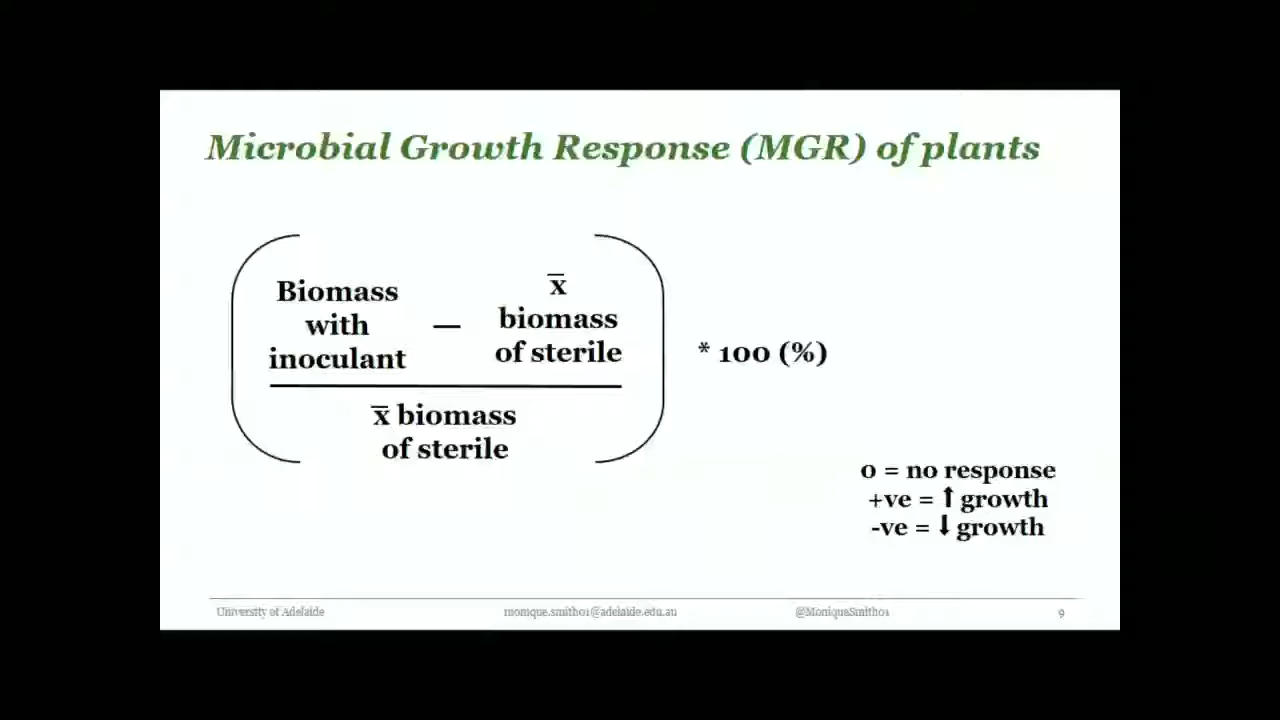 Microbial Growth Response (MGR) of plants
Biomass
with
inoculant
—
x̅
biomass
of sterile
x̅ biomass
of sterile
* 100 (%)
0 = no response
+ve = ⬆ growth
-ve = ⬇ growth
University of Adelaide
monique.smith01@adelaide.edu.au
@MoniqueSmith01
9